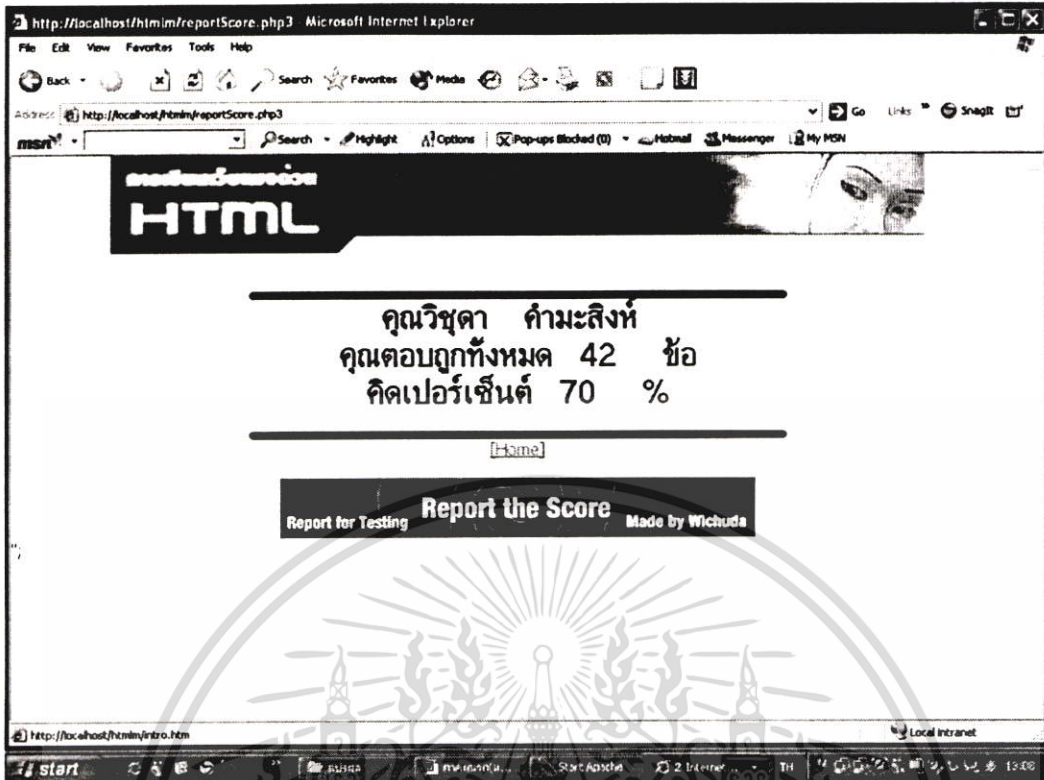 http://localhost/htmlm/reportScore.php3 - Microsoft Internet Explorer
File Edit View Favorites Tools Help
Back Search Favorites Media
Address http://localhost/htmlm/reportScore.php3 Go Links SnagIt
msn Search Highlight Options Pop-ups Blocked (0) Hotmail Messenger My MSN
HTML
คุณวิชุดา คำมะสิงห์
คุณตอบถูกทั้งหมด 42 ข้อ
คิดเปอร์เซ็นต์ 70 %
[Home]
Report for Testing Report the Score Made by Wichuda
";
http://localhost/htmlm/intro.htm Local intranet
start Start Apache 2 Internet ... TH 13:08